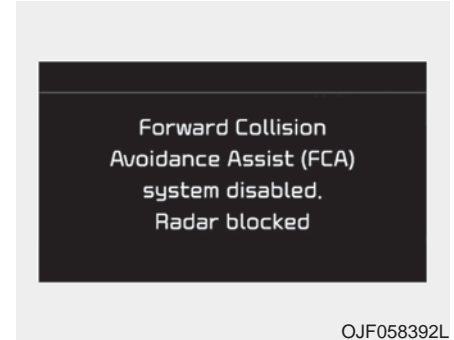 Forward Collision
Avoidance Assist (FCA)
system disabled.
Radar blocked
OJF058392L